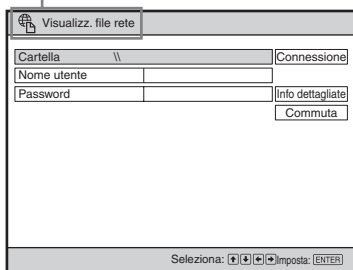 Visualizz. file rete
Cartella \\ Connessione
Nome utente
Password Info dettagliate
Commuta
Seleziona: Imposta: ENTER